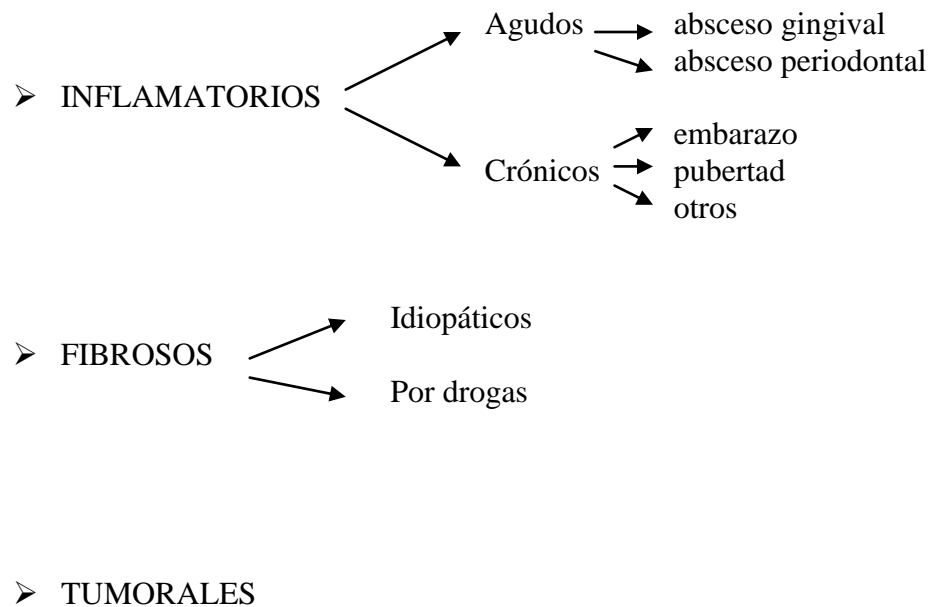 Agudos absceso gingival
absceso periodontal
➢ INFLAMATORIOS
embarazo
Crónicos pubertad
otros
Idiopáticos
➢ FIBROSOS
Por drogas
➢ TUMORALES